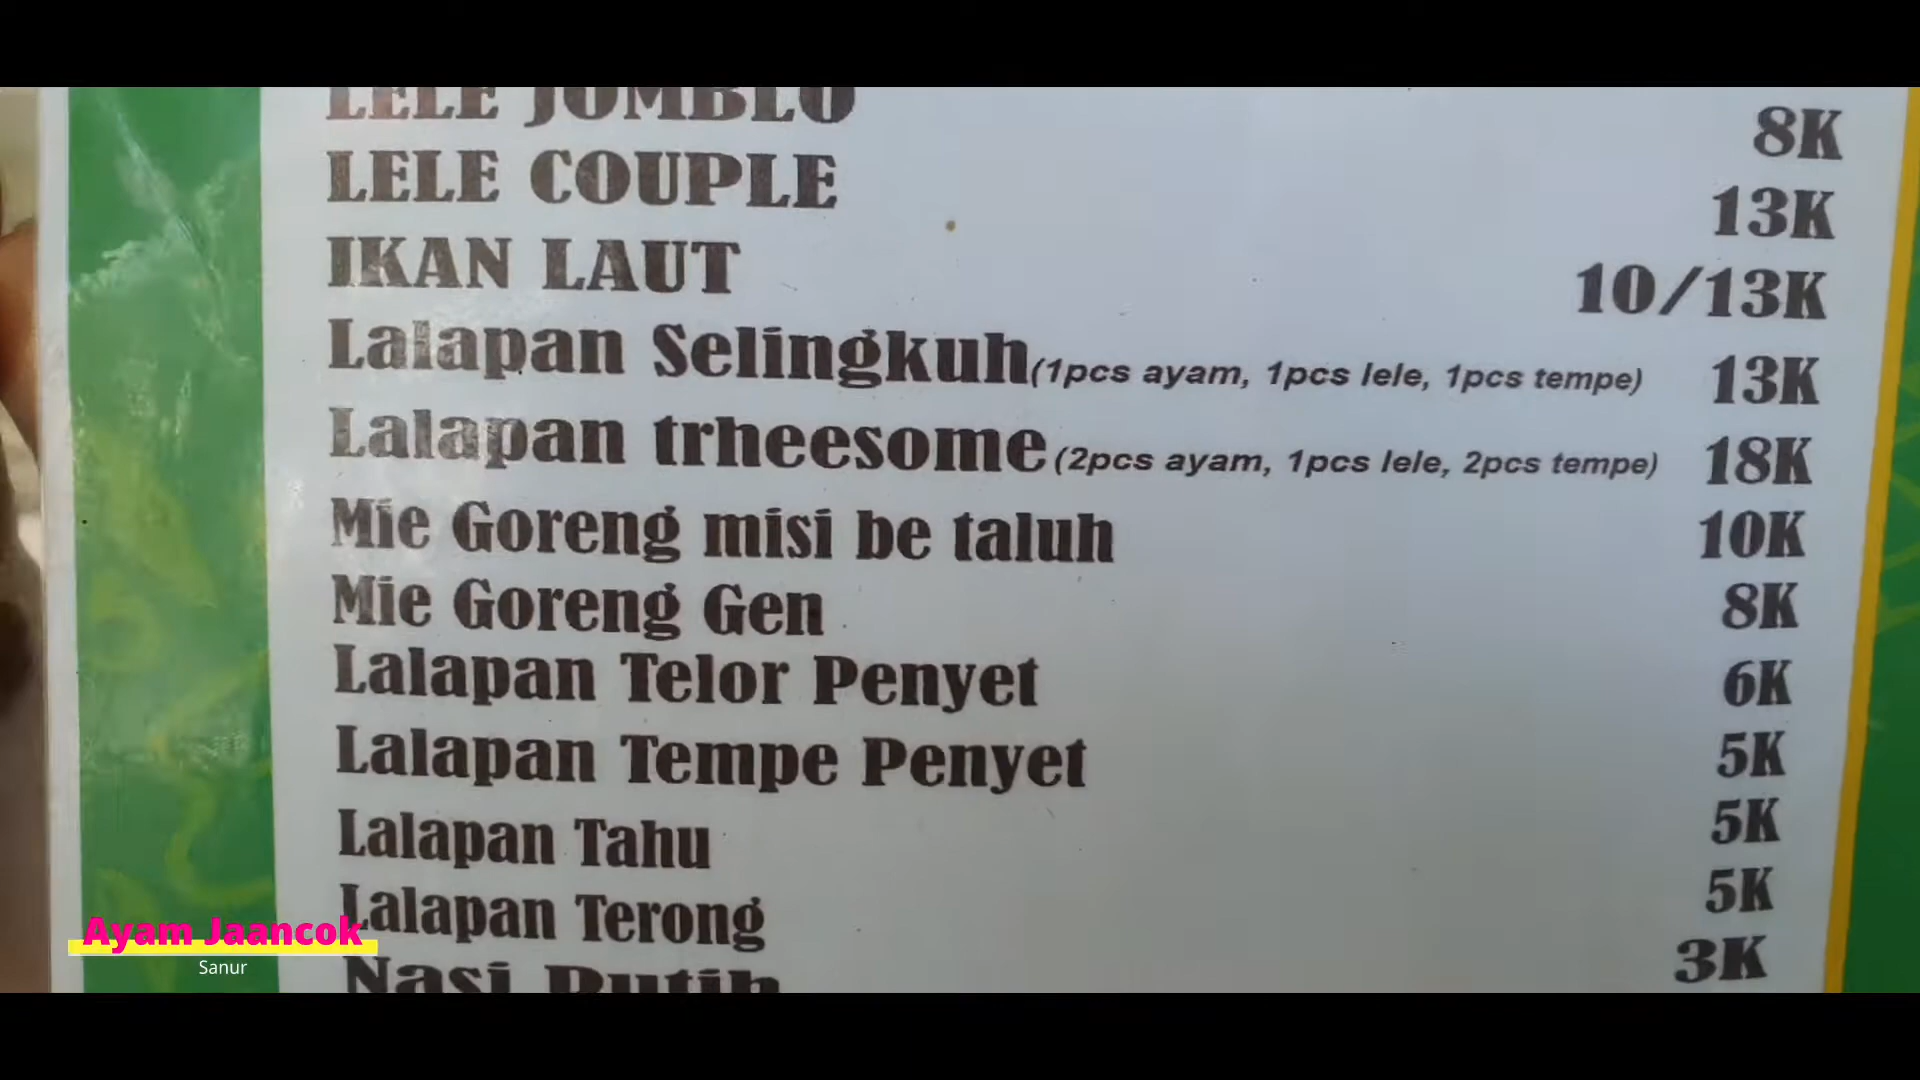 LELE JOMBLO 8K
LELE COUPLE 13K
IKAN LAUT 10/13K
Lalapan Selingkuh (1pcs ayam, 1pcs lele, 1pcs tempe) 13K
Lalapan trheesome (2pcs ayam, 1pcs lele, 2pcs tempe) 18K
Mie Goreng misi be taluh 10K
Mie Goreng Gen 8K
Lalapan Telor Penyet 6K
Lalapan Tempe Penyet 5K
Lalapan Tahu 5K
Lalapan Terong 5K
Nasi Putih 3K
Ayam Jaancok
Sanur